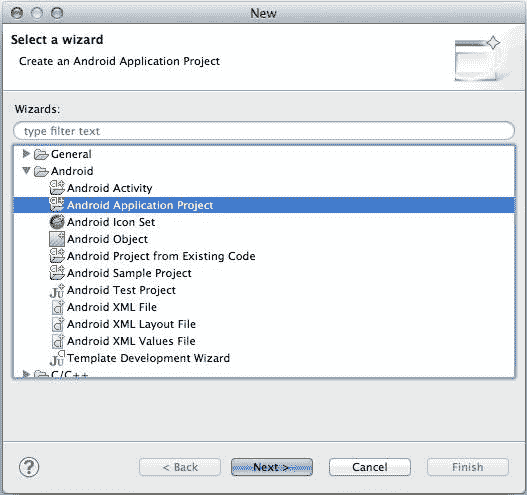 New
Select a wizard
Create an Android Application Project
Wizards:
type filter text
General
Android
Android Activity
Android Application Project
Android Icon Set
Android Object
Android Project from Existing Code
Android Sample Project
Android Test Project
Android XML File
Android XML Layout File
Android XML Values File
Template Development Wizard
C/C++
?
< Back
Next >
Cancel
Finish